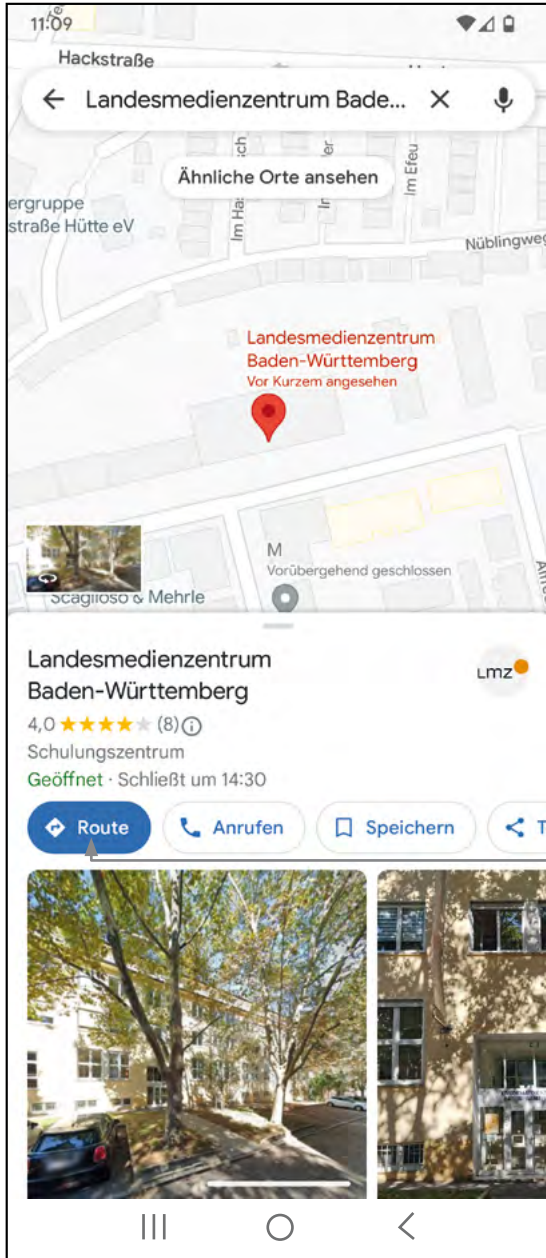 11:09
Hackstraße
Landesmedienzentrum Bade...
Ähnliche Orte ansehen
Im Efeu
ergruppe
straße Hütte eV
Nüblingweg
Landesmedienzentrum
Baden-Württemberg
Vor Kurzem angesehen
M
Vorübergehend geschlossen
Scaglioso & Mehrle
Landesmedienzentrum
Baden-Württemberg
LMZ
4,0 (8)
Schulungszentrum
Geöffnet · Schließt um 14:30
Route
Anrufen
Speichern
T